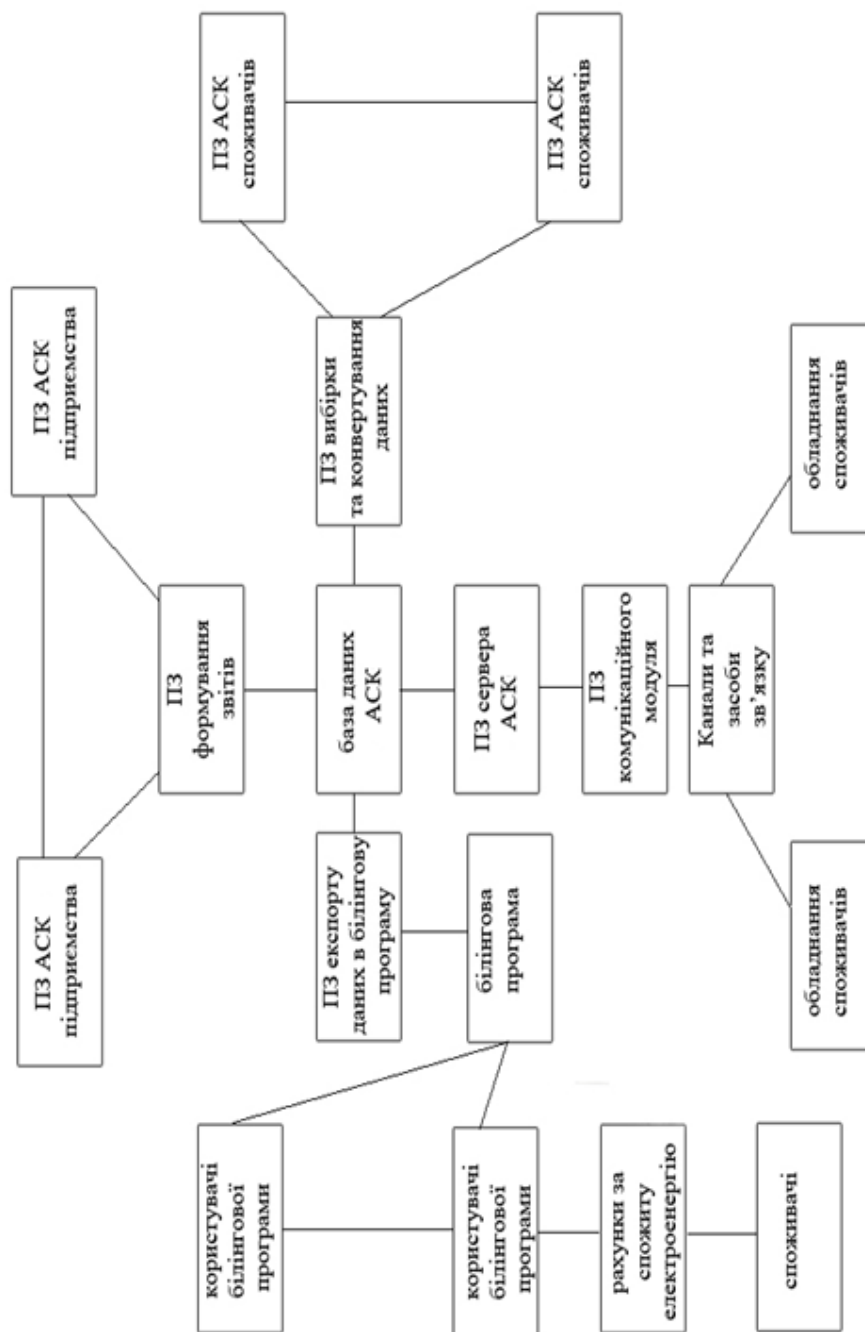 ПЗ АСК
підприємства
ПЗ АСК
підприємства
ПЗ
формування
звітів
користувачі
білінгової
програми
ПЗ АСК
споживачів
ПЗ експорту
даних в білінгову
програму
база даних
АСК
ПЗ вибірки
та конвертування
даних
користувачі
білінгової
програми
білінгова
програма
ПЗ сервера
АСК
ПЗ АСК
споживачів
рахунки за
спожиту
електроенергію
ПЗ
комунікаційного
модуля
Канали та
засоби
зв’язку
споживачі
обладнання
споживачів
обладнання
споживачів